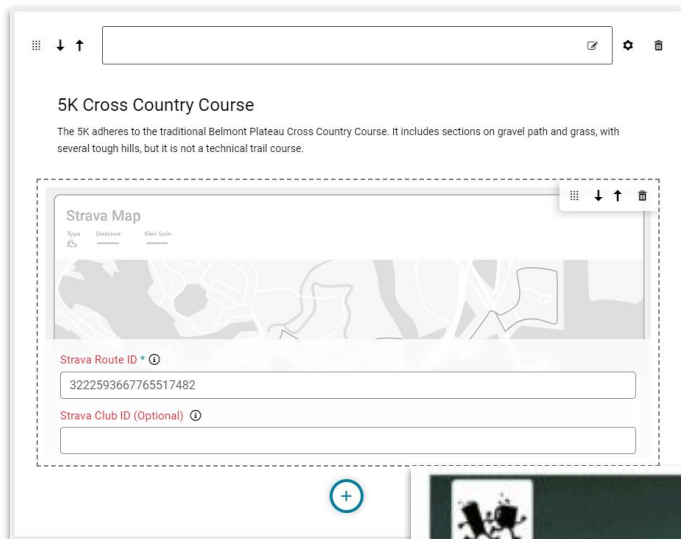 5K Cross Country Course
The 5K adheres to the traditional Belmont Plateau Cross Country Course. It includes sections on gravel path and grass, with
several tough hills, but it is not a technical trail course.
Strava Map
Type Distance Elev Gain
Strava Route ID *
3222593667765517482
Strava Club ID (Optional)